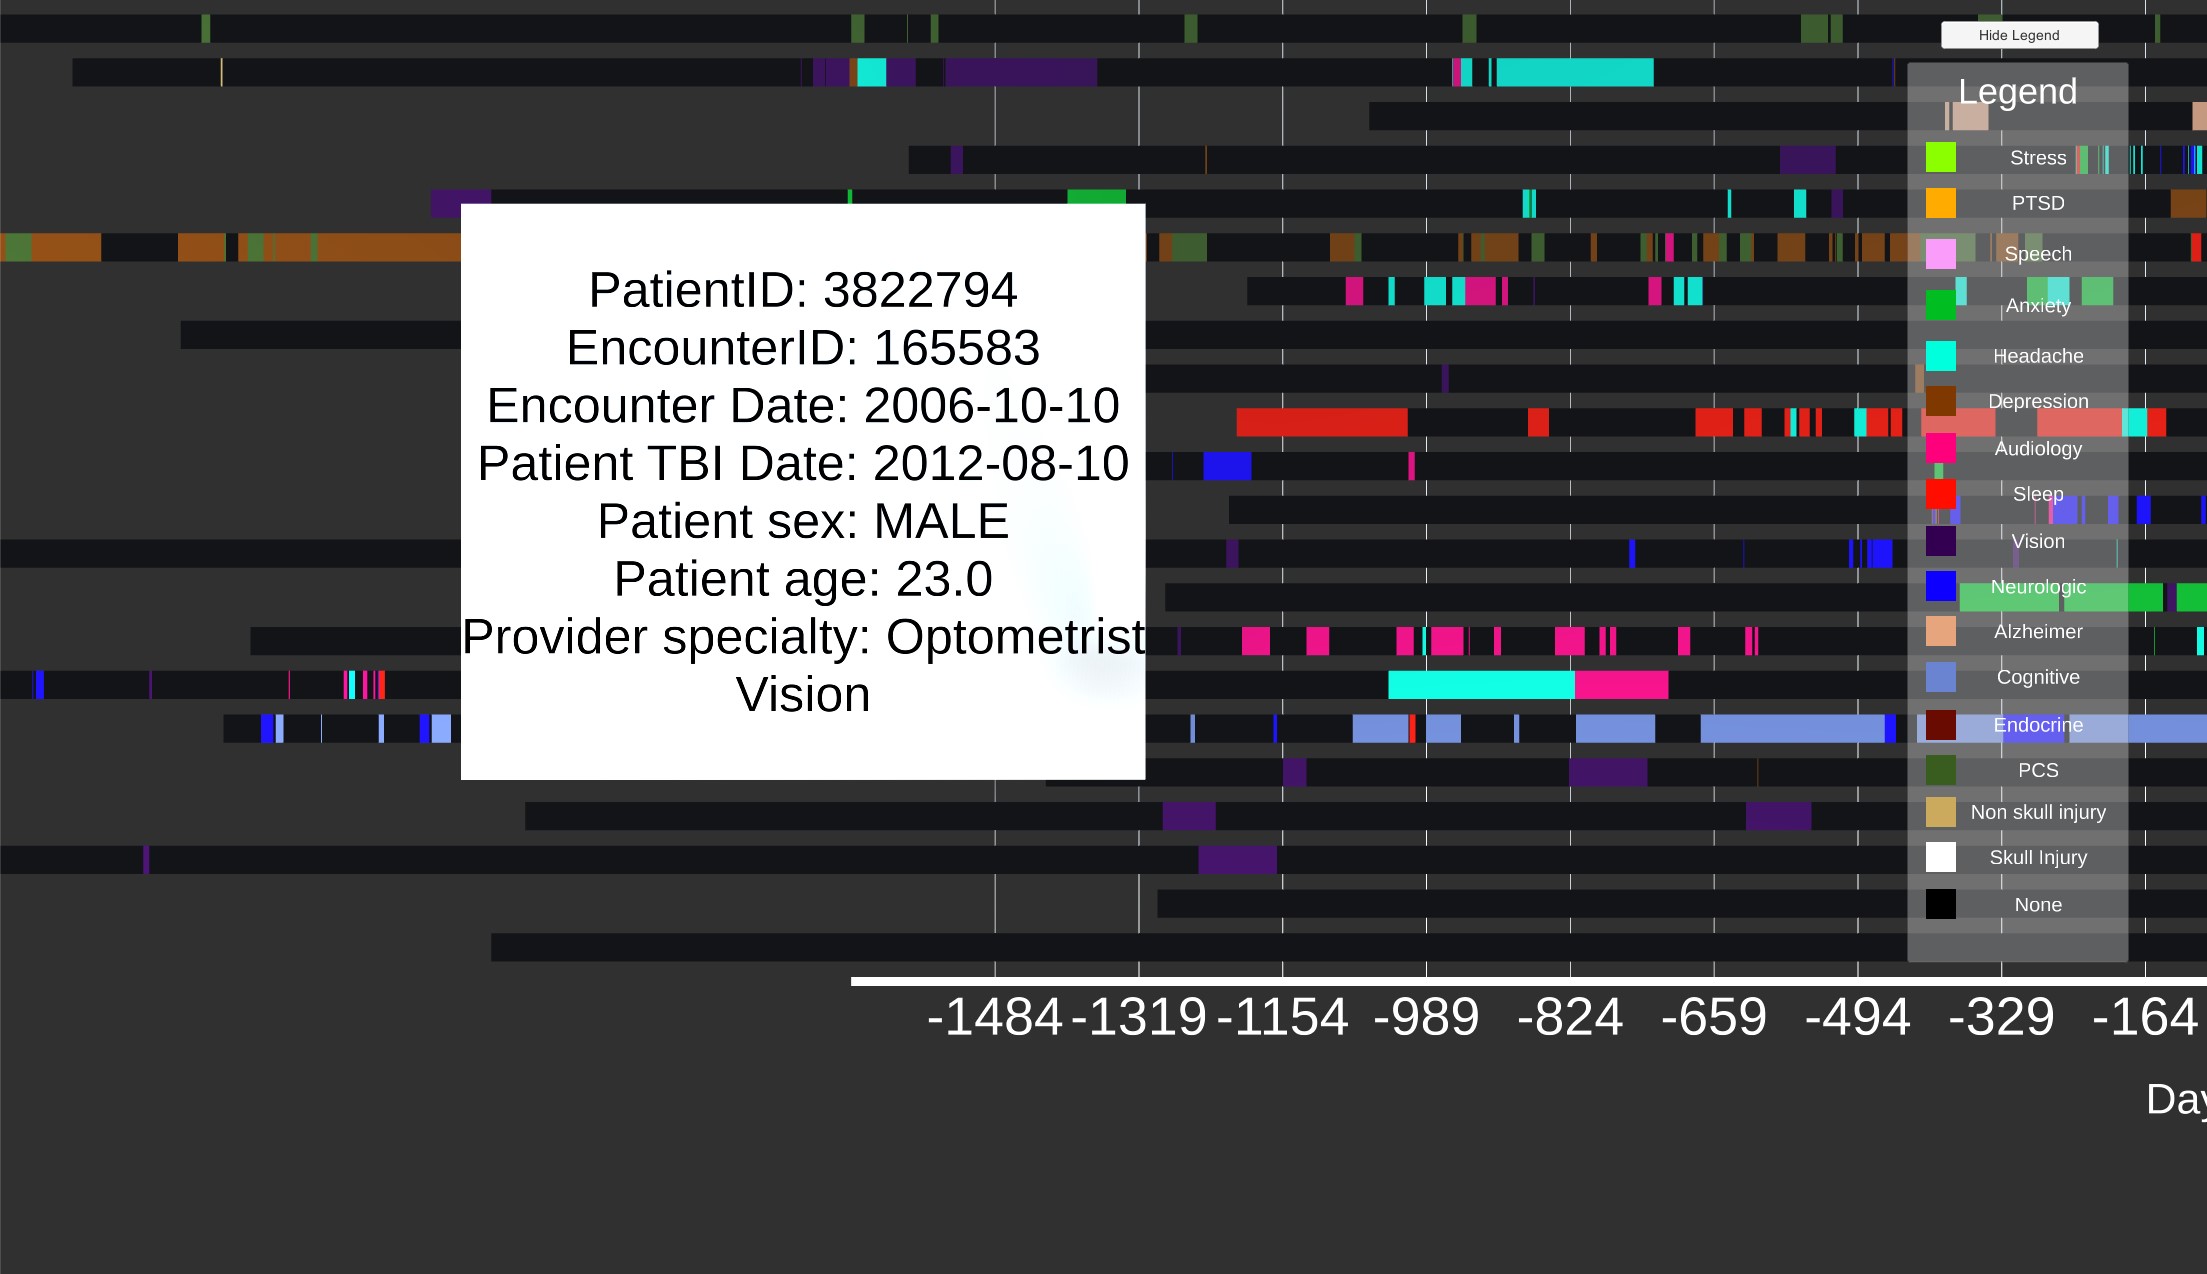 Hide Legend
Legend
Stress
PTSD
Speech
Anxiety
Headache
Depression
Audiology
Sleep
Vision
Neurologic
Alzheimer
Cognitive
Endocrine
PCS
Non skull injury
Skull Injury
None
PatientID: 3822794
EncounterID: 165583
Encounter Date: 2006-10-10
Patient TBI Date: 2012-08-10
Patient sex: MALE
Patient age: 23.0
Provider specialty: Optometrist
Vision
-1484 -1319 -1154 -989 -824 -659 -494 -329 -164